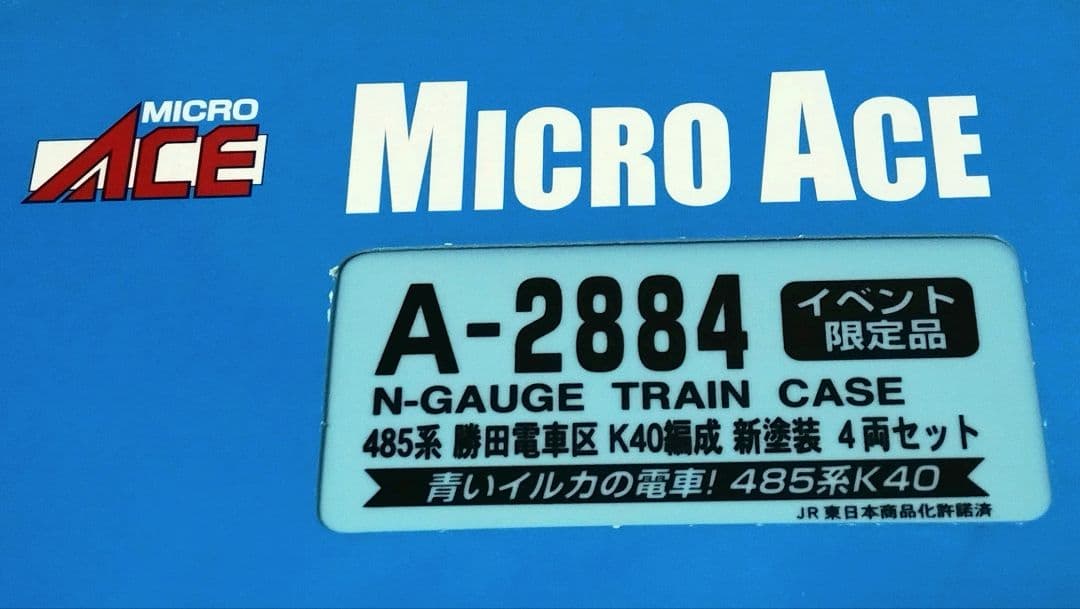 MICRO
ACE
MICRO ACE
A-2884
イベント
限定品
N-GAUGE TRAIN CASE
485系 勝田電車区 K40編成 新塗装 4両セット
青いイルカの電車! 485系K40
JR東日本商品化許諾済